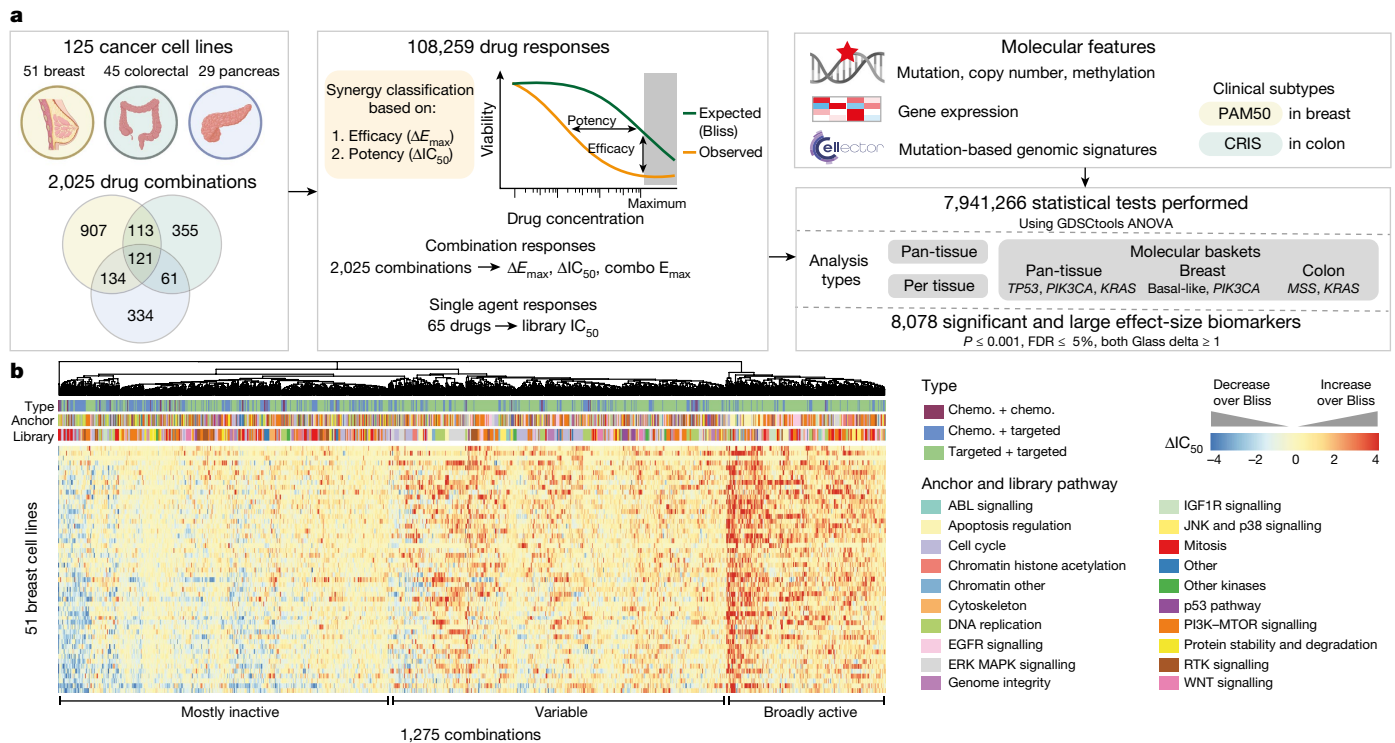 a
125 cancer cell lines
51 breast 45 colorectal 29 pancreas
2,025 drug combinations
907 113 355
121
134 61
334
108,259 drug responses
Synergy classification
based on:
1. Efficacy (ΔEmax)
2. Potency (ΔIC50)
Viability
Potency
Efficacy
Expected
(Bliss)
Observed
Maximum
Drug concentration
Combination responses
2,025 combinations → ΔEmax, ΔIC50, combo Emax
Single agent responses
65 drugs → library IC50
Molecular features
Mutation, copy number, methylation
Gene expression
Cellector
Mutation-based genomic signatures
Clinical subtypes
PAM50 in breast
CRIS in colon
7,941,266 statistical tests performed
Using GDSCtools ANOVA
Analysis
types
Pan-tissue
Per tissue
Molecular baskets
Pan-tissue Breast Colon
TP53, PIK3CA, KRAS Basal-like, PIK3CA MSS, KRAS
8,078 significant and large effect-size biomarkers
P ≤ 0.001, FDR ≤ 5%, both Glass delta ≥ 1
b
Type
Anchor
Library
51 breast cell lines
Mostly inactive Variable Broadly active
1,275 combinations
Type
Chemo. + chemo.
Chemo. + targeted
Targeted + targeted
Decrease
over Bliss
Increase
over Bliss
ΔIC50
−4 −2 0 2 4
Anchor and library pathway
ABL signalling
Apoptosis regulation
Cell cycle
Chromatin histone acetylation
Chromatin other
Cytoskeleton
DNA replication
EGFR signalling
ERK MAPK signalling
Genome integrity
IGF1R signalling
JNK and p38 signalling
Mitosis
Other
Other kinases
p53 pathway
PI3K–MTOR signalling
Protein stability and degradation
RTK signalling
WNT signalling